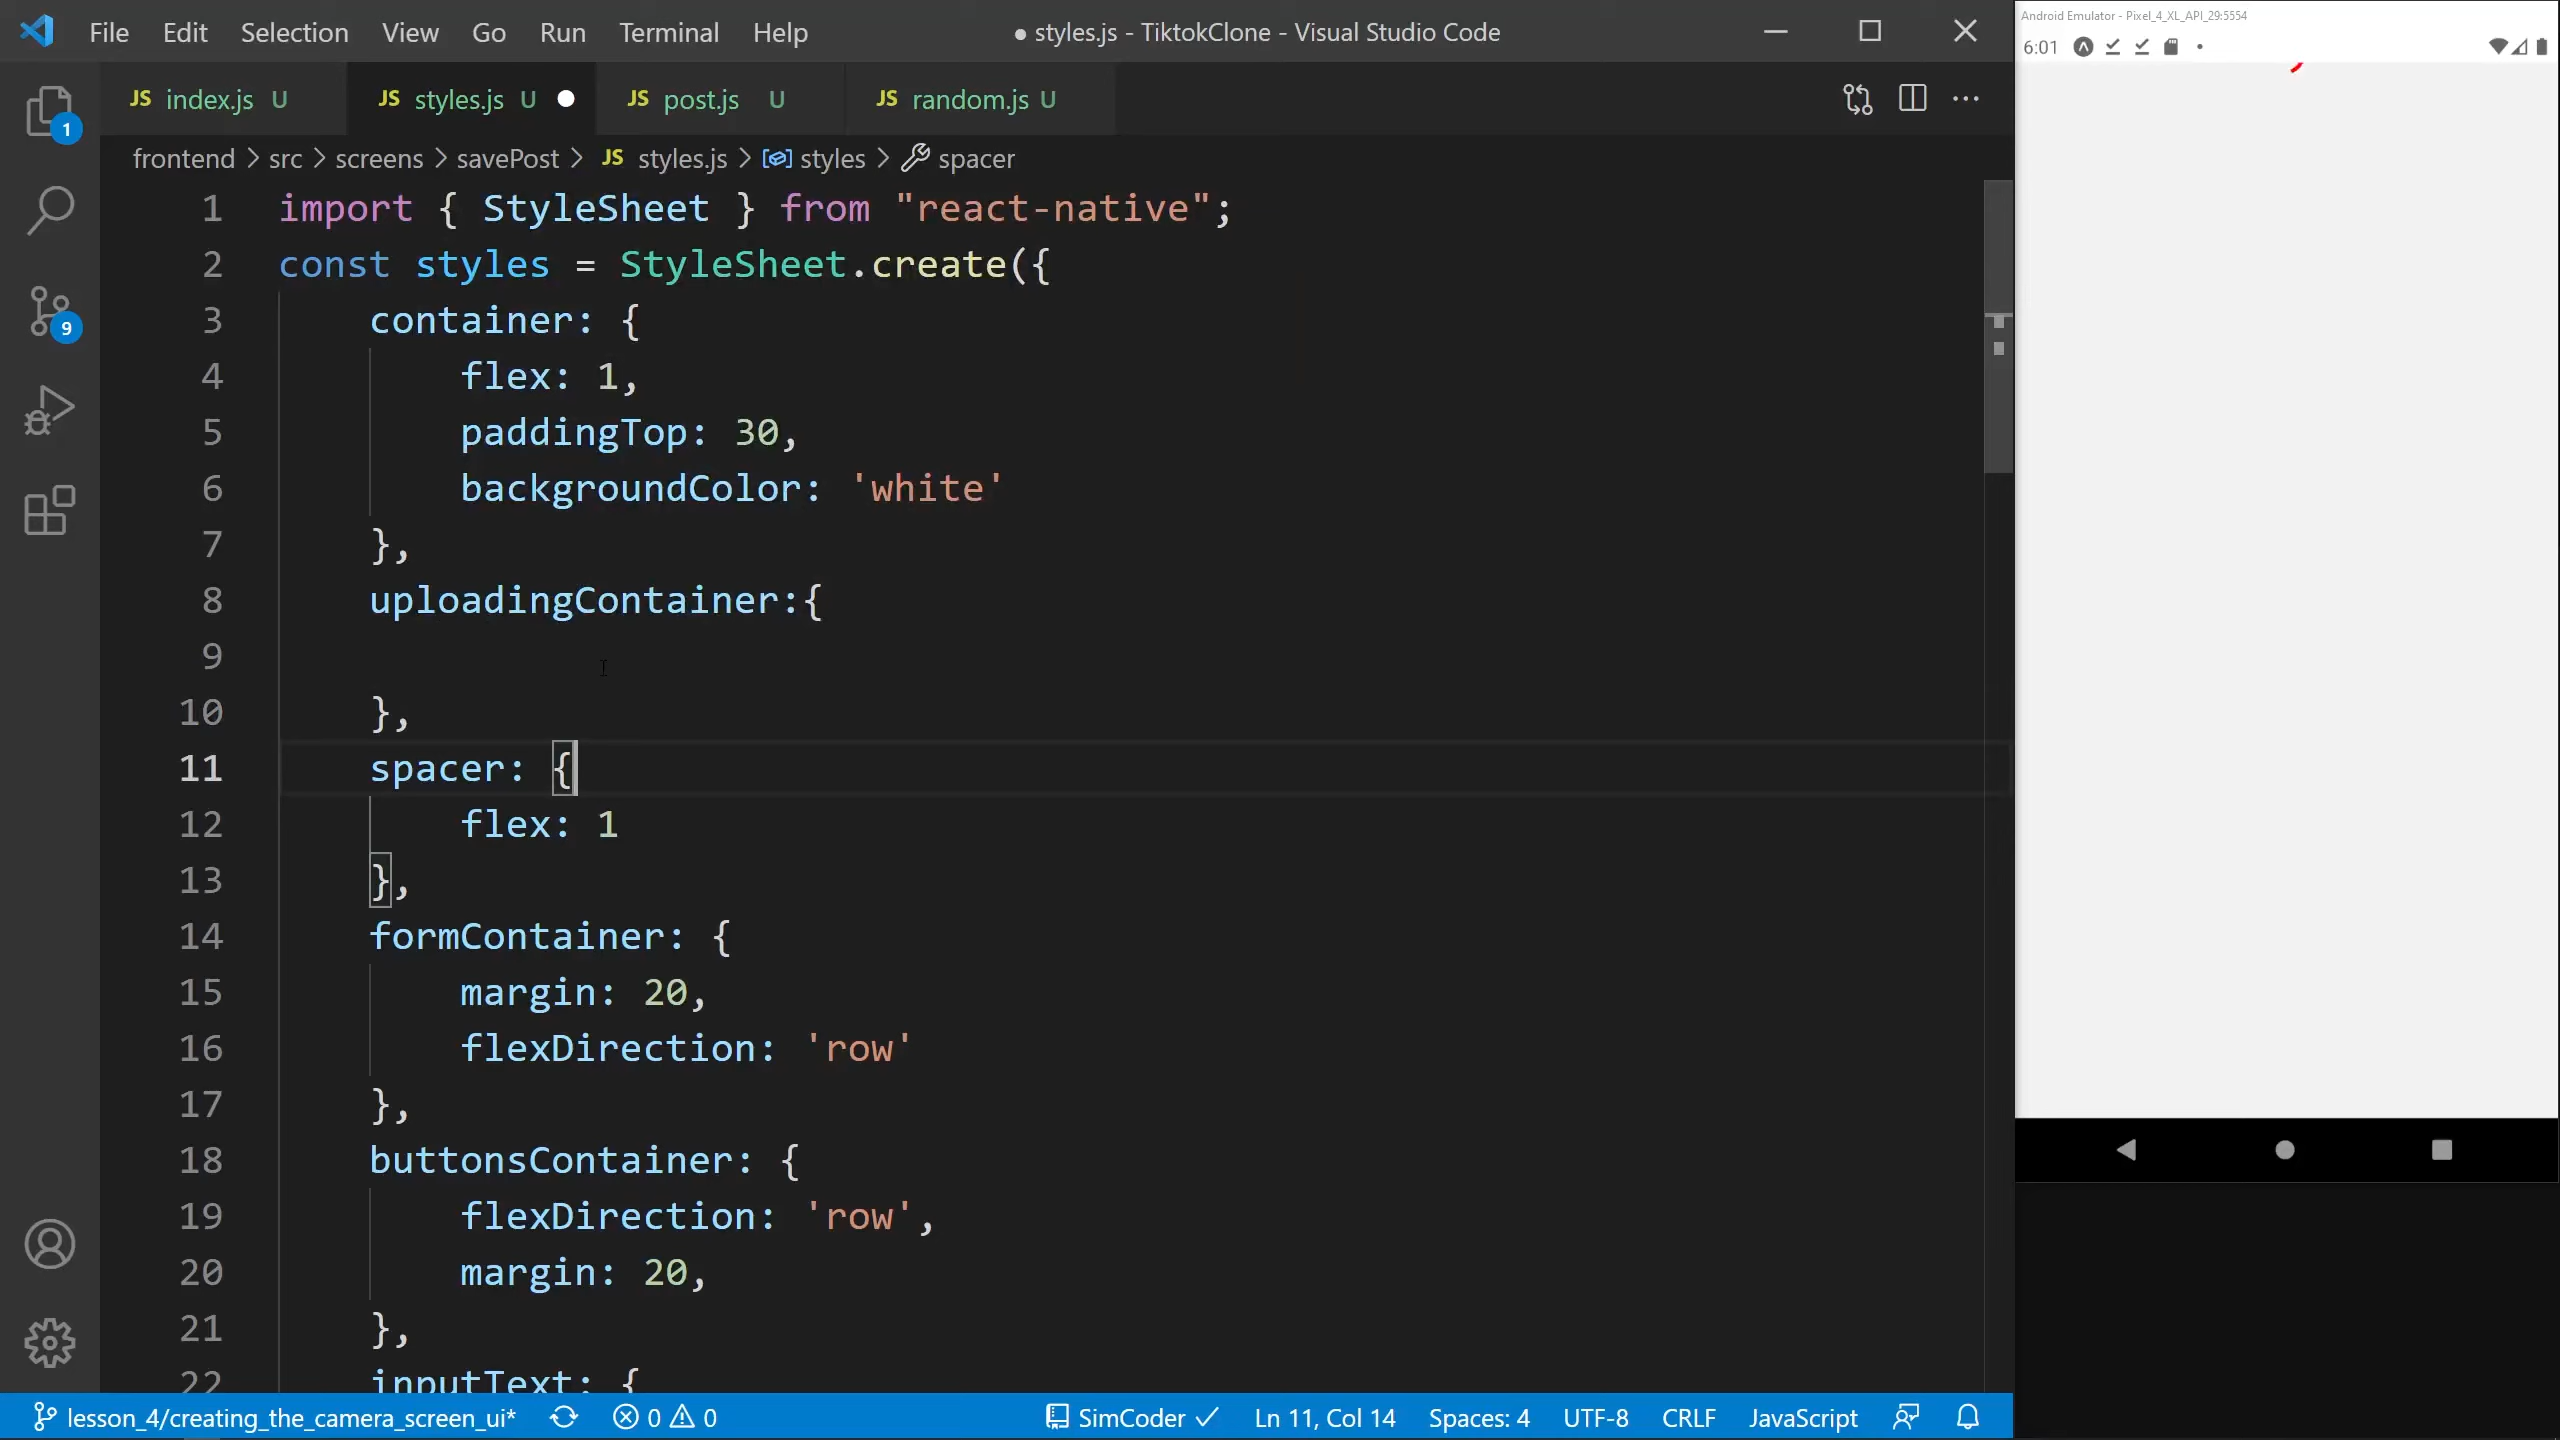 File Edit Selection View Go Run Terminal Help
● styles.js - TiktokClone - Visual Studio Code
JS index.js U
JS styles.js U
JS post.js U
JS random.js U
frontend > src > screens > savePost > JS styles.js > styles > spacer
1 import { StyleSheet } from "react-native";
2 const styles = StyleSheet.create({
3 container: {
4 flex: 1,
5 paddingTop: 30,
6 backgroundColor: 'white'
7 },
8 uploadingContainer:{
9
10 },
11 spacer: {
12 flex: 1
13 },
14 formContainer: {
15 margin: 20,
16 flexDirection: 'row'
17 },
18 buttonsContainer: {
19 flexDirection: 'row',
20 margin: 20,
21 },
22 inputText: {
1
9
lesson_4/creating_the_camera_screen_ui* 0 0 SimCoder Ln 11, Col 14 Spaces: 4 UTF-8 CRLF JavaScript
Android Emulator - Pixel_4_XL_API_29:5554
6:01